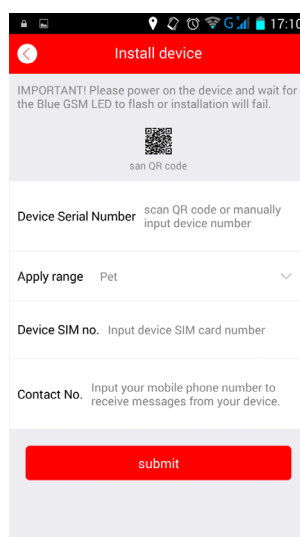 G 17:10
Install device
IMPORTANT! Please power on the device and wait for
the Blue GSM LED to flash or installation will fail.
san QR code
Device Serial Number scan QR code or manually
input device number
Apply range Pet
Device SIM no. Input device SIM card number
Contact No. Input your mobile phone number to
receive messages from your device.
submit